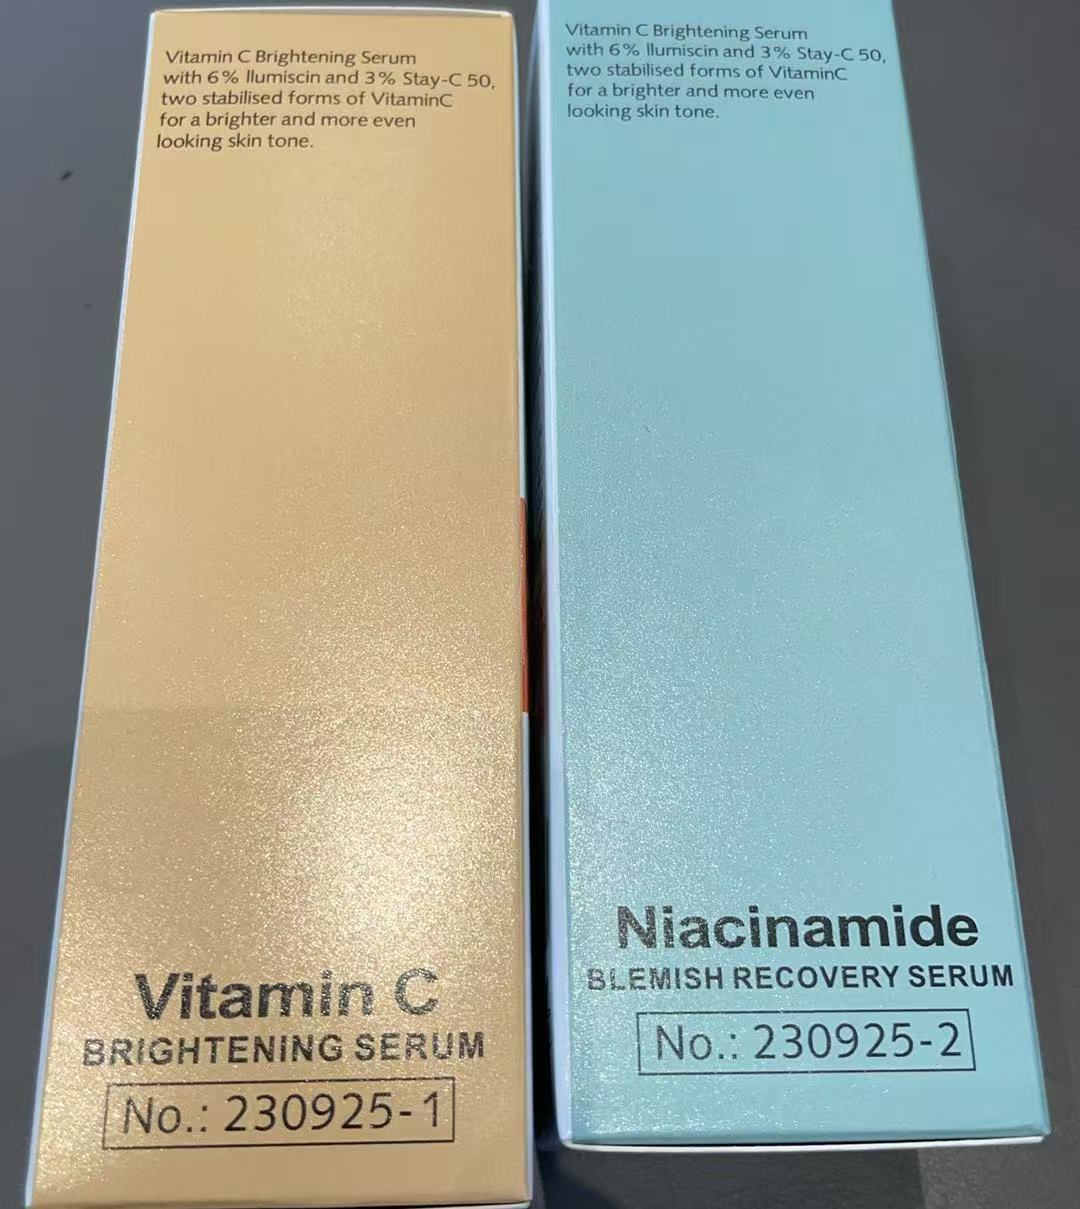 Vitamin C Brightening Serum
with 6% llumiscin and 3% Stay-C 50,
two stabilised forms of VitaminC
for a brighter and more even
looking skin tone.
Vitamin C
BRIGHTENING SERUM
No.: 230925-1
Vitamin C Brightening Serum
with 6% llumiscin and 3% Stay-C 50,
two stabilised forms of VitaminC
for a brighter and more even
looking skin tone.
Niacinamide
BLEMISH RECOVERY SERUM
No.: 230925-2